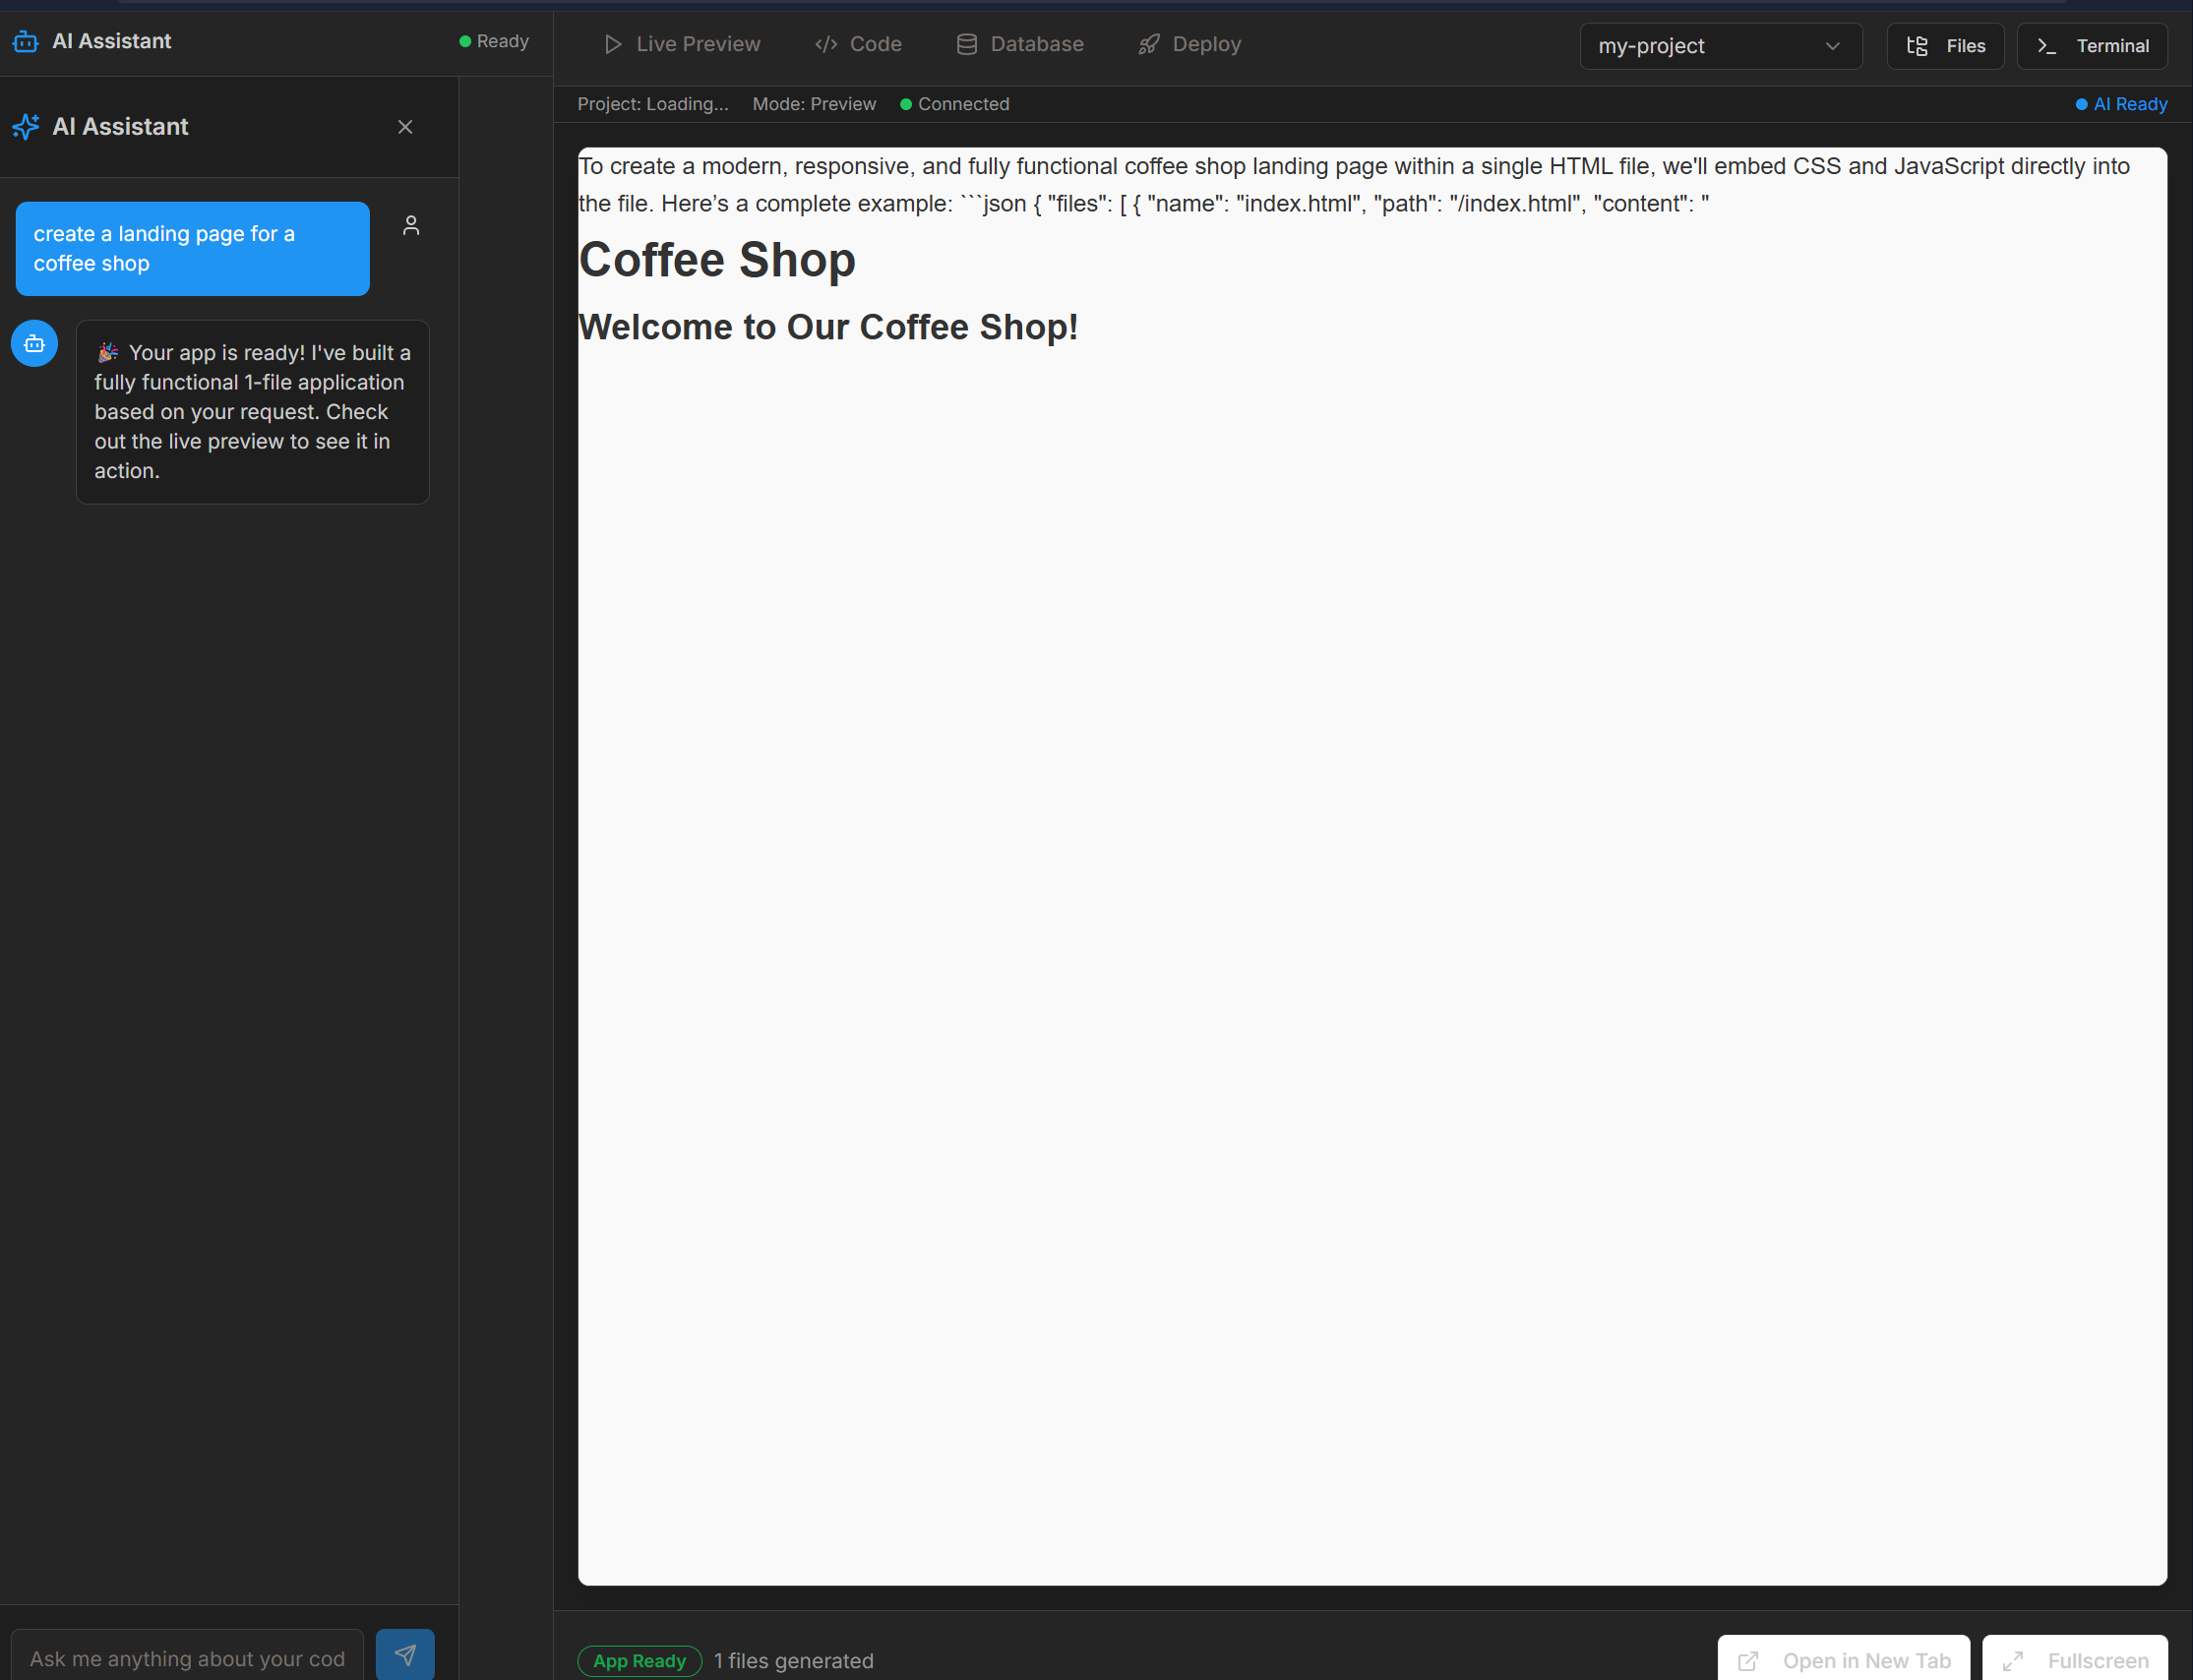 AI Assistant
Ready
Live Preview
Code
Database
Deploy
my-project
Files
Terminal
AI Assistant
Project: Loading...
Mode: Preview
Connected
AI Ready
create a landing page for a
coffee shop
🎉 Your app is ready! I've built a
fully functional 1-file application
based on your request. Check
out the live preview to see it in
action.
Ask me anything about your cod
To create a modern, responsive, and fully functional coffee shop landing page within a single HTML file, we'll embed CSS and JavaScript directly into
the file. Here’s a complete example: ```json { "files": [ { "name": "index.html", "path": "/index.html", "content": "
Coffee Shop
Welcome to Our Coffee Shop!
App Ready
1 files generated
Open in New Tab
Fullscreen